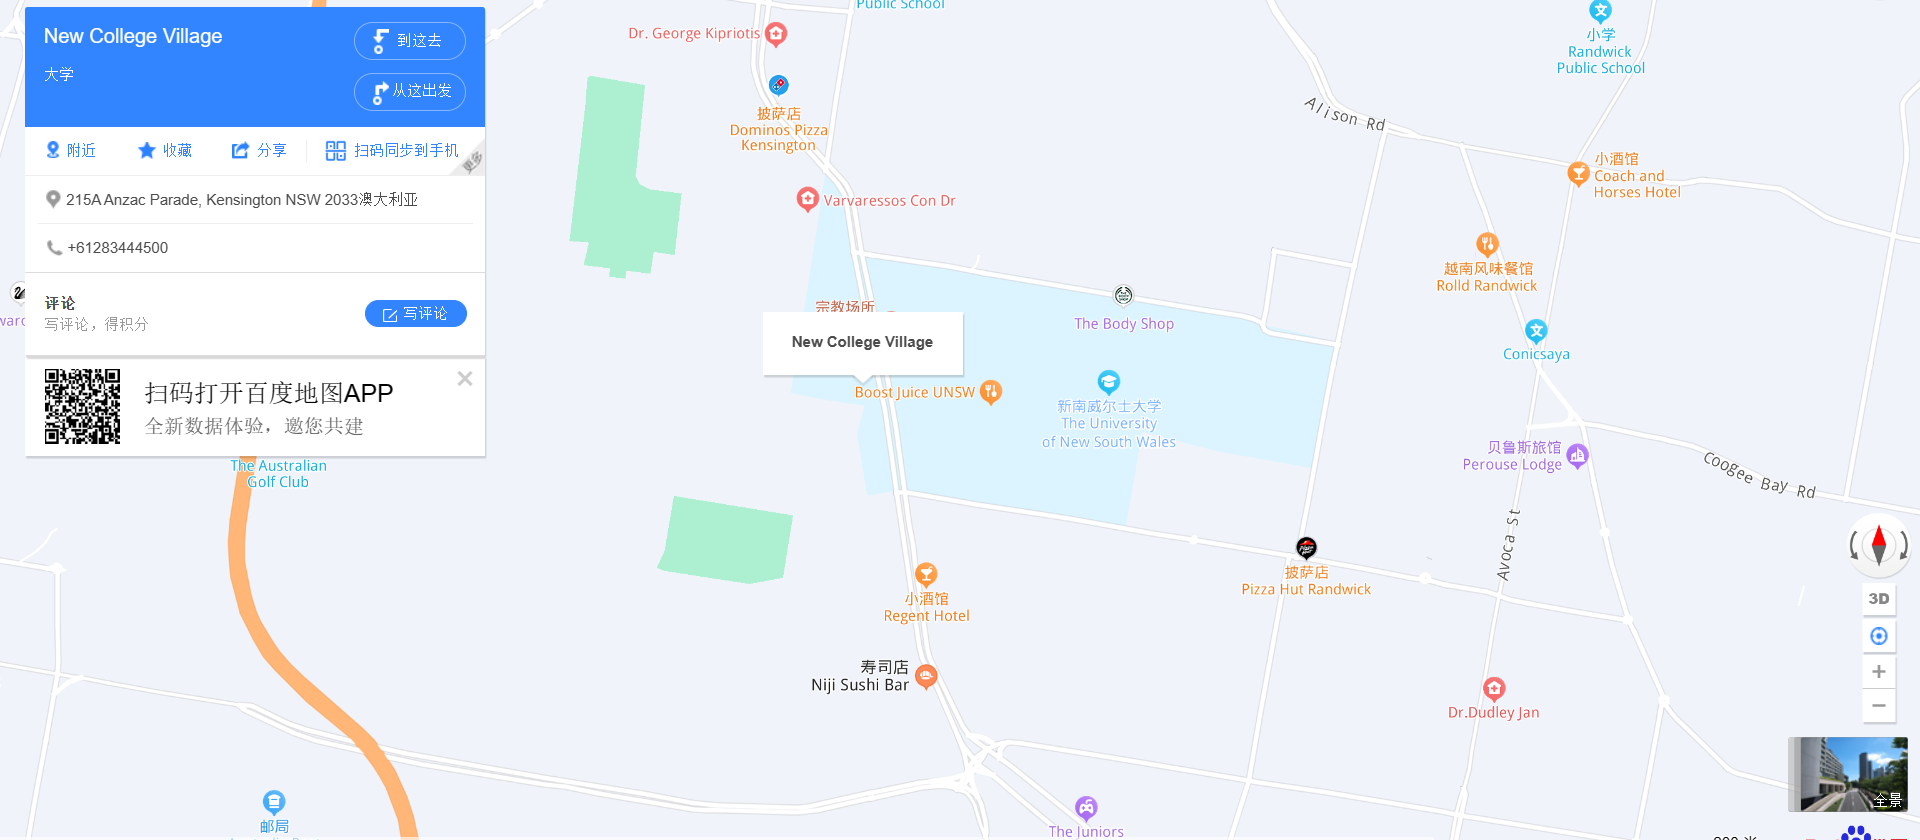 New College Village
大学
到这去
从这出发
附近
收藏
分享
扫码同步到手机
更多
215A Anzac Parade, Kensington NSW 2033澳大利亚
+61283444500
评论
写评论，得积分
写评论
扫码打开百度地图APP
全新数据体验，邀您共建
The Australian
Golf Club
邮局
Public School
Dr. George Kipriotis
披萨店
Dominos Pizza
Kensington
Varvaressos Con Dr
宗教场所
New College Village
Boost Juice UNSW
The Body Shop
新南威尔士大学
The University
of New South Wales
小酒馆
Regent Hotel
寿司店
Niji Sushi Bar
披萨店
Pizza Hut Randwick
The Juniors
小学
Randwick
Public School
Alison Rd
小酒馆
Coach and
Horses Hotel
越南风味餐馆
Rolld Randwick
Conicsaya
贝鲁斯旅馆
Perouse Lodge
Coogee Bay Rd
Avoca St
Dr.Dudley Jan
3D
全景